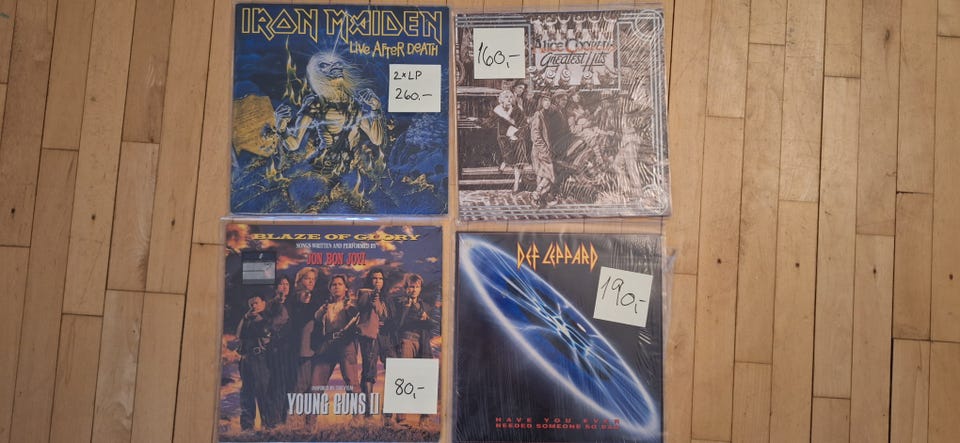 IRON MAIDEN
LIVE AFTER DEATH
2xLP
260,-
160,-
Alice Cooper's
Greatest Hits
BLAZE OF GLORY
SONGS WRITTEN AND PERFORMED BY
JON BON JOVI
INSPIRED BY THE FILM
YOUNG GUNS II
80,-
DEF LEPPARD
190,-
HAVE YOU EVER
NEEDED SOMEONE SO BAD